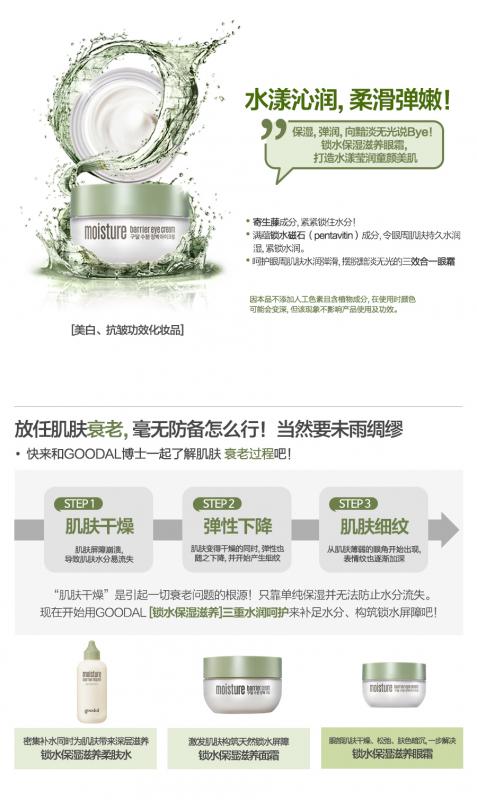 水漾沁润, 柔滑弹嫩！
保湿, 弹润, 向黯淡无光说Bye！
锁水保湿滋养眼霜,
打造水漾莹润童颜美肌
moisture barrier eye cream
구달 수분 장벽 아이크림
• 寄生藤成分, 紧紧锁住水分！
• 满蕴锁水磁石（pentavitin）成分, 令眼周肌肤持久水润
湿, 紧锁水润。
• 呵护眼周肌肤水润弹滑, 摆脱黯淡无光的三效合一眼霜
因本品不添加人工色素且含植物成分, 在使用时颜色
可能会变深, 但该现象不影响产品使用及功效。
[美白、抗皱功效化妆品]
放任肌肤衰老, 毫无防备怎么行！当然要未雨绸缪
• 快来和GOODAL博士一起了解肌肤 衰老过程吧！
STEP 1
肌肤干燥
肌肤屏障崩溃,
导致肌肤水分易流失
STEP 2
弹性下降
肌肤变得干燥的同时, 弹性也
随之下降, 并开始产生细纹
STEP 3
肌肤细纹
从肌肤薄弱的眼角开始出现,
表情纹也逐渐加深
“肌肤干燥”是引起一切衰老问题的根源！只靠单纯保湿并无法防止水分流失。
现在开始用GOODAL [锁水保湿滋养]三重水润呵护来补足水分、构筑锁水屏障吧！
moisture
goodal
moisture barrier cream
moisture barrier eye cream
密集补水同时为肌肤带来深层滋养
锁水保湿滋养柔肤水
激发肌肤构筑天然锁水屏障
锁水保湿滋养面霜
眼部肌肤干燥、松弛、肤色暗沉, 一步解决
锁水保湿滋养眼霜